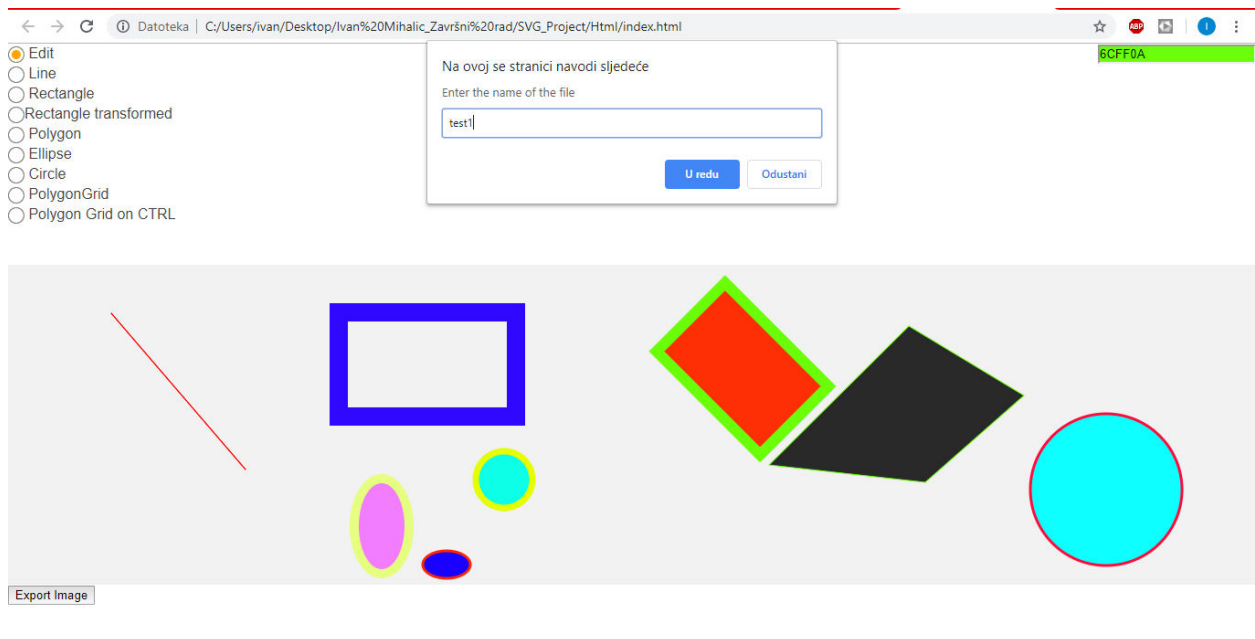 Datoteka | C:/Users/ivan/Desktop/Ivan%20Mihalic_Završni%20rad/SVG_Project/Html/index.html
ABP
I
Edit
Line
Rectangle
Rectangle transformed
Polygon
Ellipse
Circle
PolygonGrid
Polygon Grid on CTRL
Na ovoj se stranici navodi sljedeće
Enter the name of the file
test1
U redu Odustani
6CFF0A
Export Image